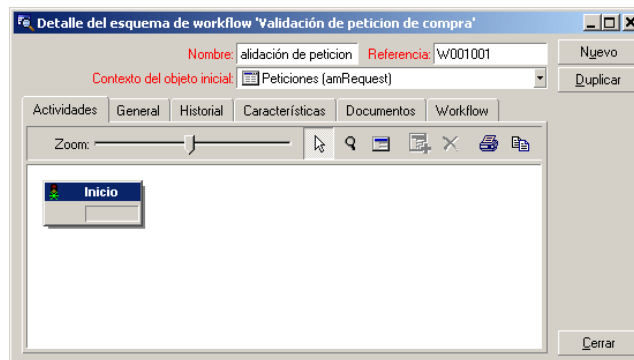 Detalle del esquema de workflow 'Validación de peticion de compra'
Nombre: alidación de peticion Referencia: W001001 Nuevo
Contexto del objeto inicial: Peticiones (amRequest) Duplicar
Actividades General Historial Características Documentos Workflow
Zoom:
Inicio
Cerrar